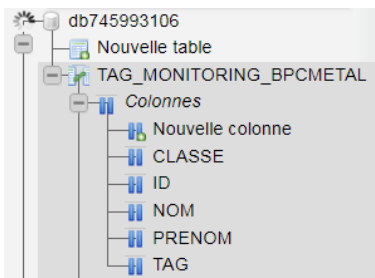 db745993106
Nouvelle table
TAG_MONITORING_BPCMETAL
Colonnes
Nouvelle colonne
CLASSE
ID
NOM
PRENOM
TAG